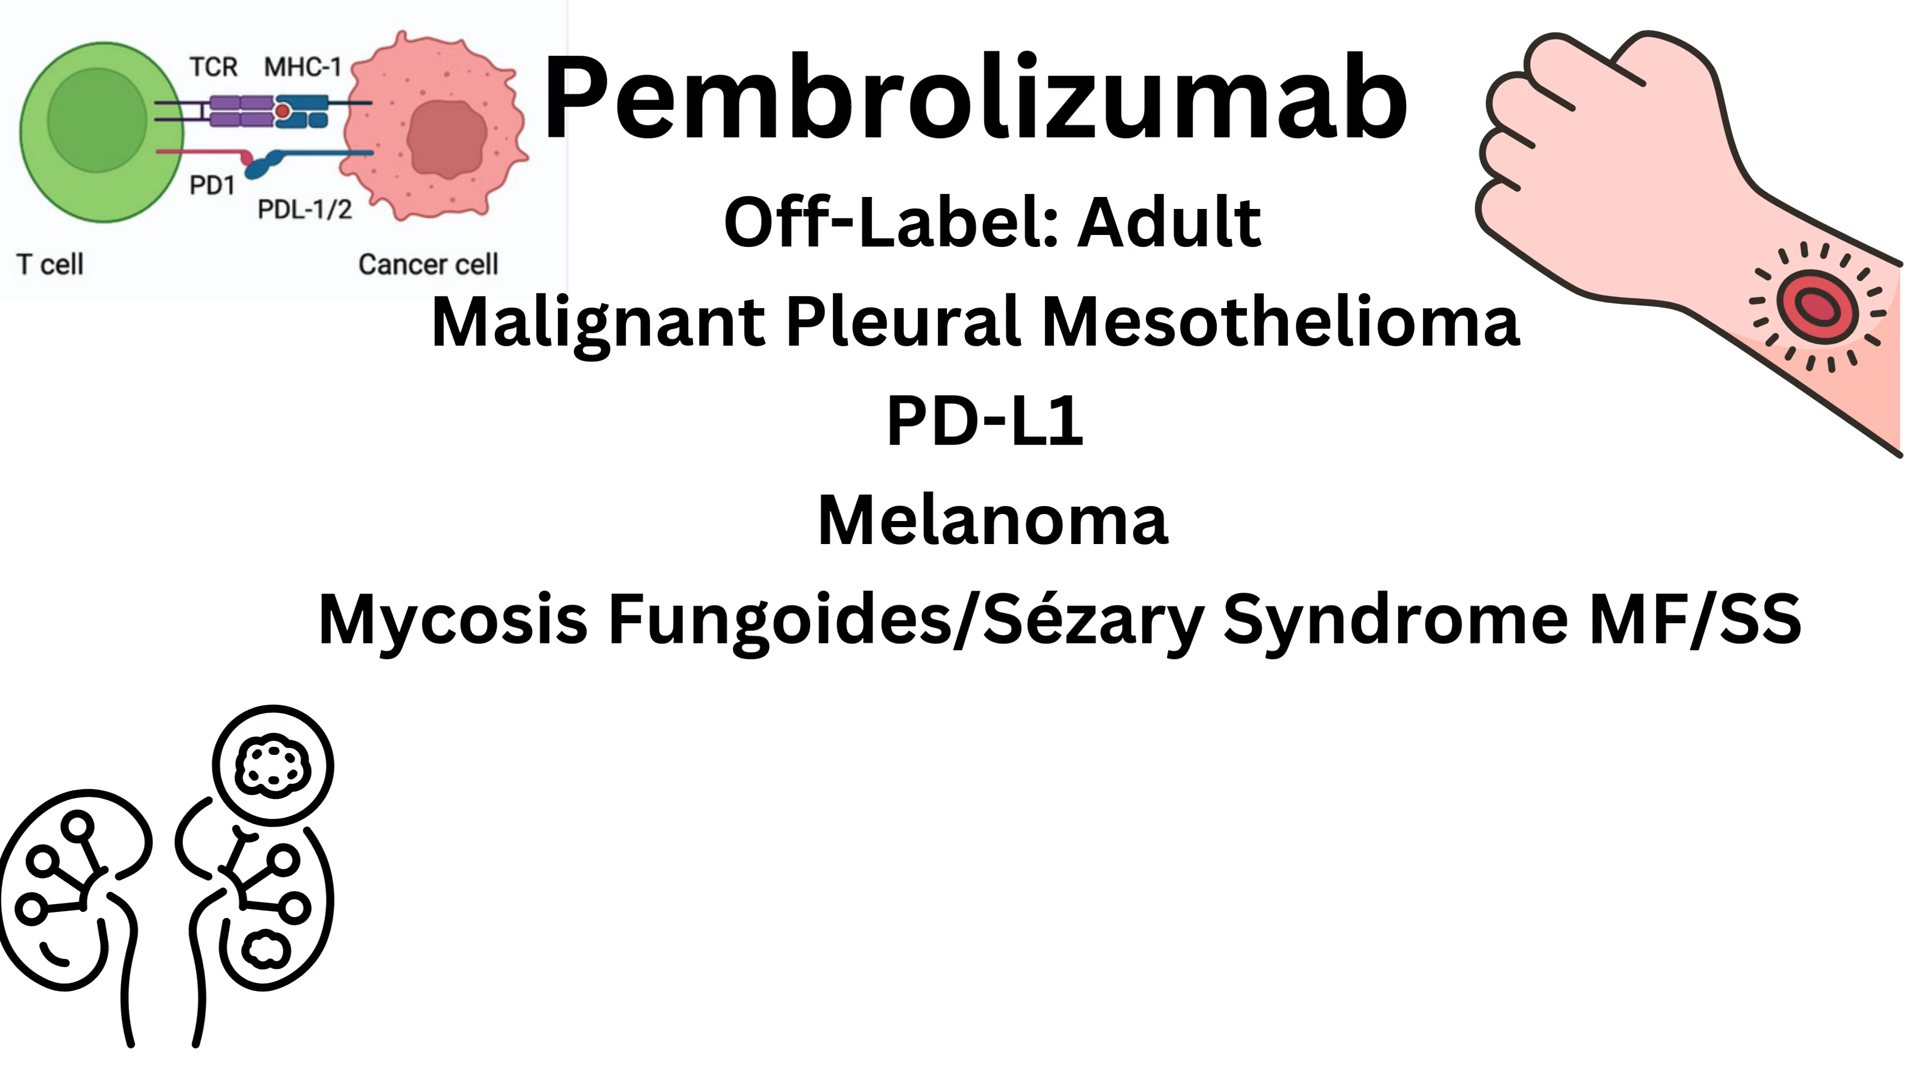 TCR MHC-1
PD1
PDL-1/2
T cell
Cancer cell
Pembrolizumab
Off-Label: Adult
Malignant Pleural Mesothelioma
PD-L1
Melanoma
Mycosis Fungoides/Sézary Syndrome MF/SS